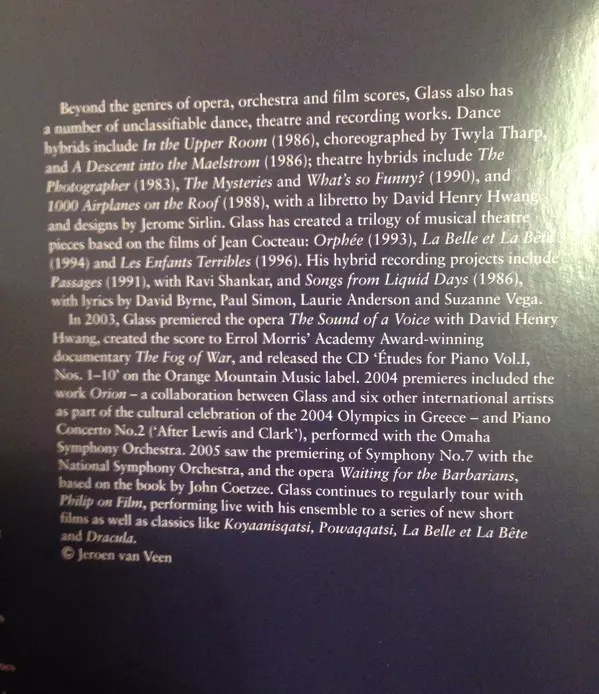 Beyond the genres of opera, orchestra and film scores, Glass also has
a number of unclassifiable dance, theatre and recording works. Dance
hybrids include In the Upper Room (1986), choreographed by Twyla Tharp,
and A Descent into the Maelstrom (1986); theatre hybrids include The
Photographer (1983), The Mysteries and What's so Funny? (1990), and
1000 Airplanes on the Roof (1988), with a libretto by David Henry Hwang
and designs by Jerome Sirlin. Glass has created a trilogy of musical theatre
pieces based on the films of Jean Cocteau: Orphée (1993), La Belle et La Bête
(1994) and Les Enfants Terribles (1996). His hybrid recording projects include
Passages (1991), with Ravi Shankar, and Songs from Liquid Days (1986),
with lyrics by David Byrne, Paul Simon, Laurie Anderson and Suzanne Vega.
In 2003, Glass premiered the opera The Sound of a Voice with David Henry
Hwang, created the score to Errol Morris' Academy Award-winning
documentary The Fog of War, and released the CD 'Études for Piano Vol.I,
Nos. 1–10' on the Orange Mountain Music label. 2004 premieres included the
work Orion – a collaboration between Glass and six other international artists
as part of the cultural celebration of the 2004 Olympics in Greece – and Piano
Concerto No.2 ('After Lewis and Clark'), performed with the Omaha
Symphony Orchestra. 2005 saw the premiering of Symphony No.7 with the
National Symphony Orchestra, and the opera Waiting for the Barbarians,
based on the book by John Coetzee. Glass continues to regularly tour with
Philip on Film, performing live with his ensemble to a series of new short
films as well as classics like Koyaanisqatsi, Powaqqatsi, La Belle et La Bête
and Dracula.
© Jeroen van Veen